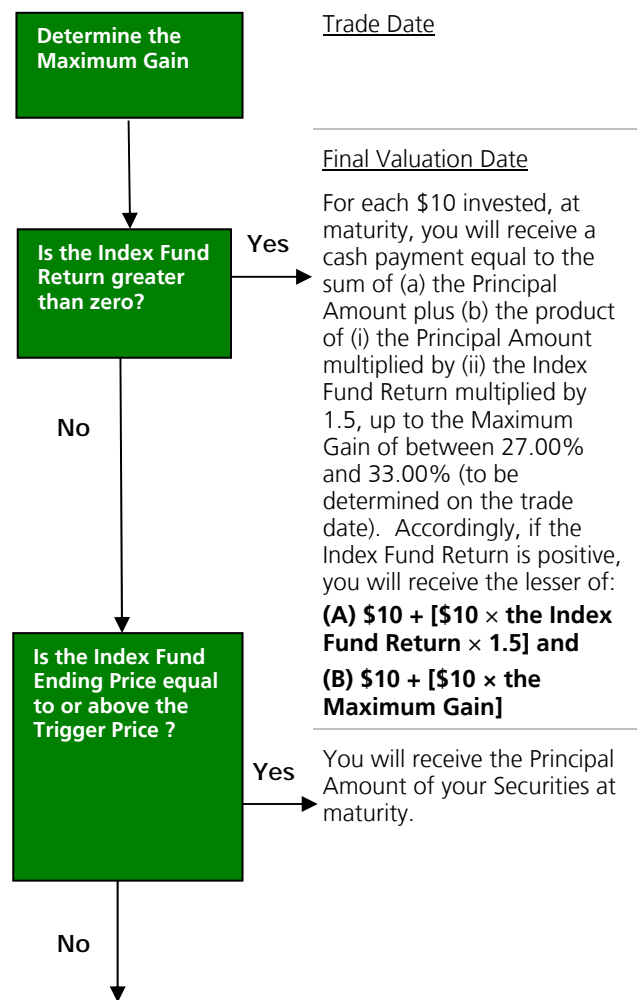 Determine the
Maximum Gain
Trade Date
Final Valuation Date
Is the Index Fund
Return greater
than zero?
Yes
For each $10 invested, at
maturity, you will receive a
cash payment equal to the
sum of (a) the Principal
Amount plus (b) the product
of (i) the Principal Amount
multiplied by (ii) the Index
Fund Return multiplied by
1.5, up to the Maximum
Gain of between 27.00%
and 33.00% (to be
determined on the trade
date).  Accordingly, if the
Index Fund Return is positive,
you will receive the lesser of:
(A) $10 + [$10 × the Index
Fund Return × 1.5] and
(B) $10 + [$10 × the
Maximum Gain]
No
Is the Index Fund
Ending Price equal
to or above the
Trigger Price ?
Yes
You will receive the Principal
Amount of your Securities at
maturity.
No